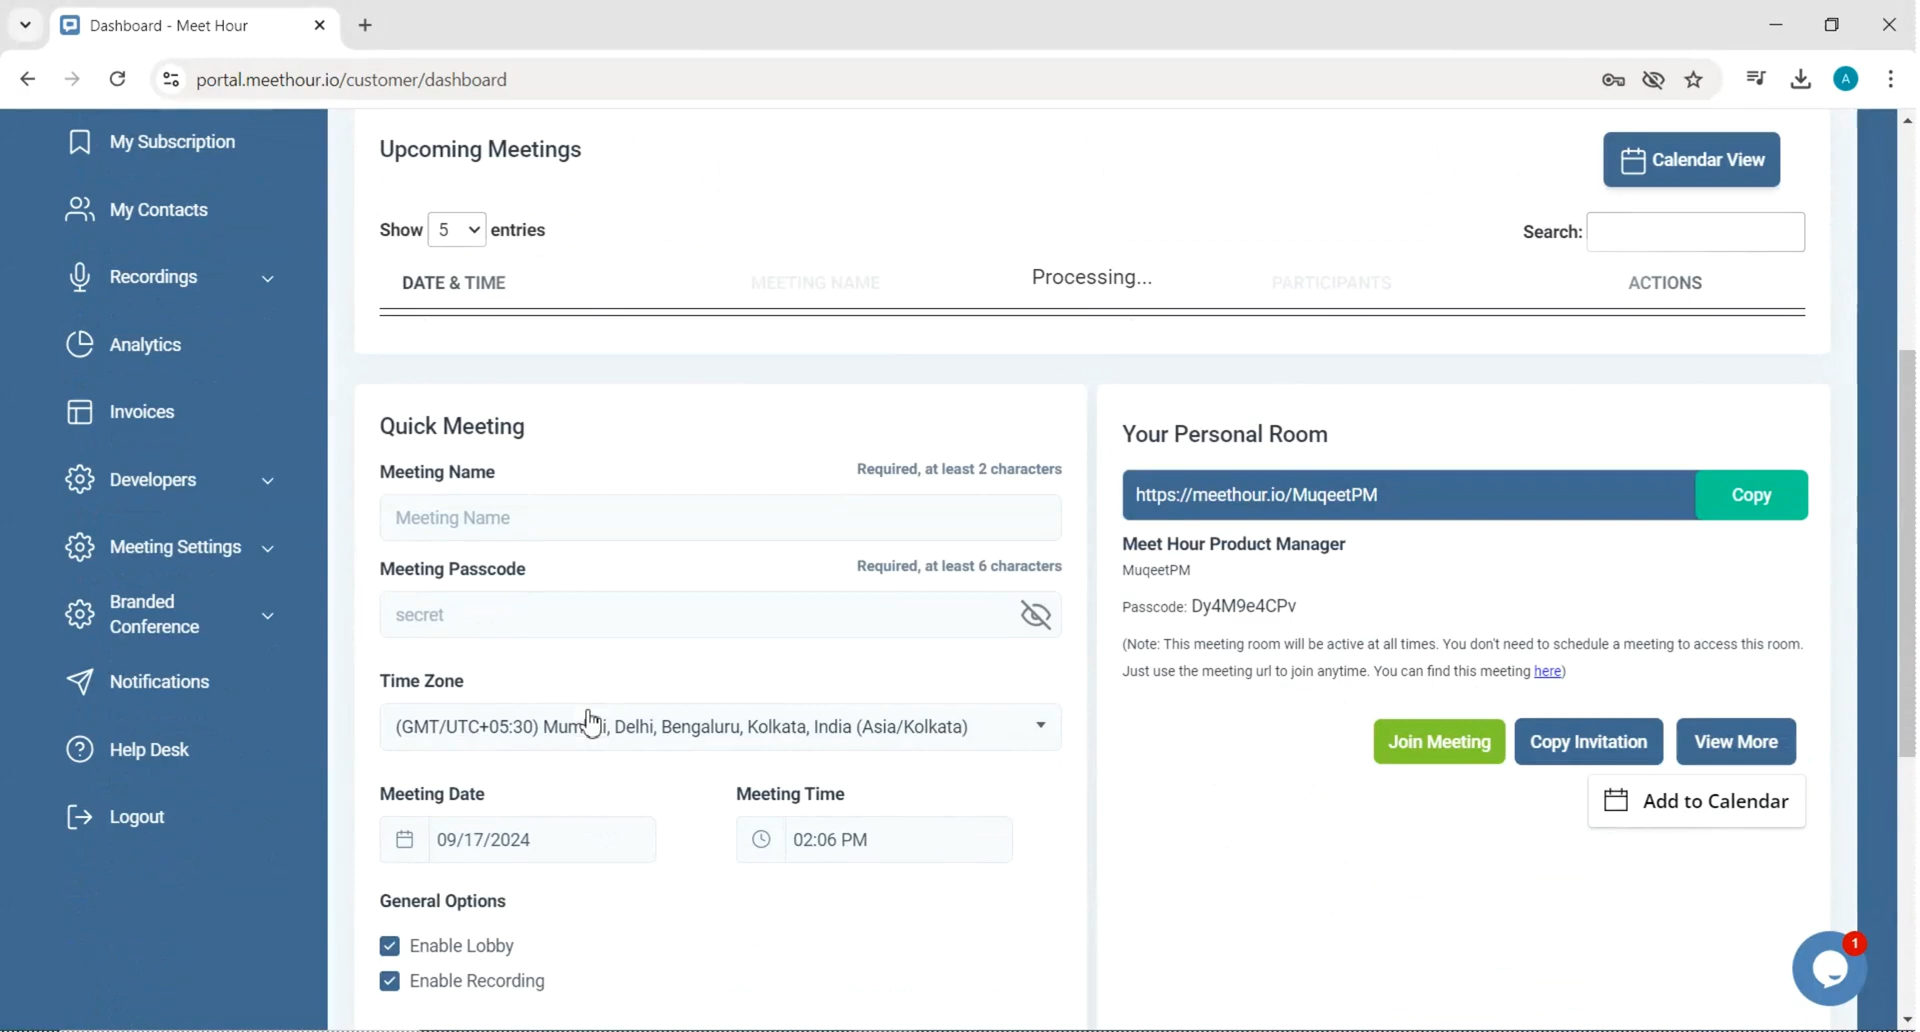 Dashboard - Meet Hour
portal.meethour.io/customer/dashboard
A
My Subscription
My Contacts
Recordings
Analytics
Invoices
Developers
Meeting Settings
Branded
Conference
Notifications
Help Desk
Logout
Upcoming Meetings
Calendar View
Show 5 entries
Search:
DATE & TIME MEETING NAME Processing... PARTICIPANTS ACTIONS
Quick Meeting
Meeting Name Required, at least 2 characters
Meeting Name
Meeting Passcode Required, at least 6 characters
secret
Time Zone
(GMT/UTC+05:30) Mumbai, Delhi, Bengaluru, Kolkata, India (Asia/Kolkata)
Meeting Date Meeting Time
09/17/2024 02:06 PM
General Options
Enable Lobby
Enable Recording
Your Personal Room
https://meethour.io/MuqeetPM Copy
Meet Hour Product Manager
MuqeetPM
Passcode: Dy4M9e4CPv
(Note: This meeting room will be active at all times. You don't need to schedule a meeting to access this room.
Just use the meeting url to join anytime. You can find this meeting here)
Join Meeting Copy Invitation View More
Add to Calendar
1